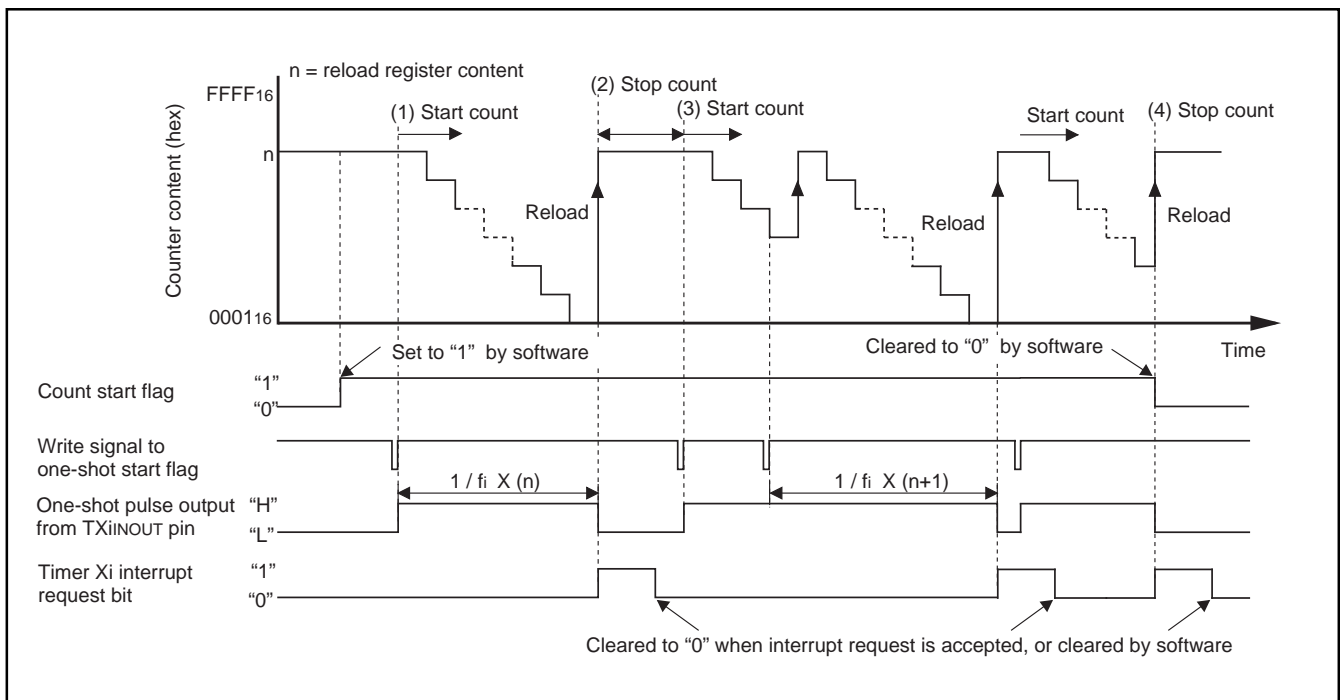 n = reload register content
FFFF16
(2) Stop count
(1) Start count
(3) Start count
Start count
(4) Stop count
Counter content (hex)
n
Reload
Reload
Reload
000116
Set to “1” by software
Cleared to “0” by software
Time
Count start flag
“1”
“0”
Write signal to
one-shot start flag
1 / fi X (n)
1 / fi X (n+1)
One-shot pulse output
from TXiINOUT pin
“H”
“L”
Timer Xi interrupt
request bit
“1”
“0”
Cleared to “0” when interrupt request is accepted, or cleared by software